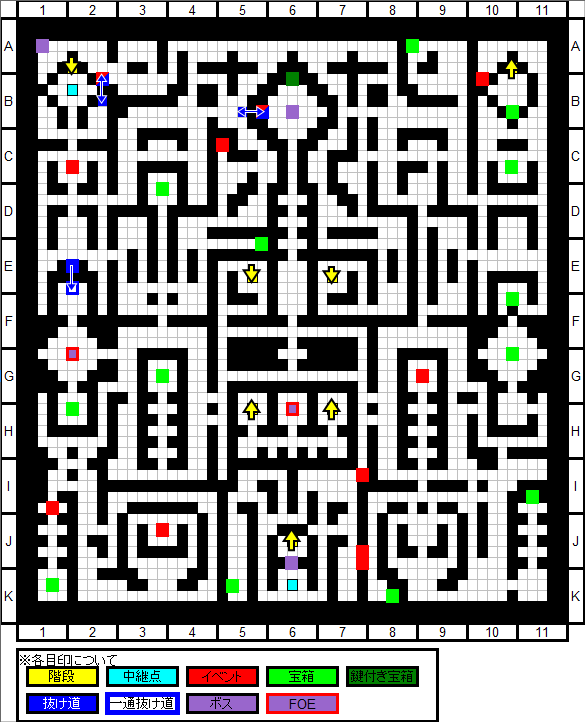 1 2 3 4 5 6 7 8 9 10 11
A A
B B
C C
D D
E E
F F
G G
H H
I I
J J
K K
1 2 3 4 5 6 7 8 9 10 11
※各目印について
階段 中継点 イベント 宝箱 鍵付き宝箱
抜け道 一通抜け道 ボス FOE